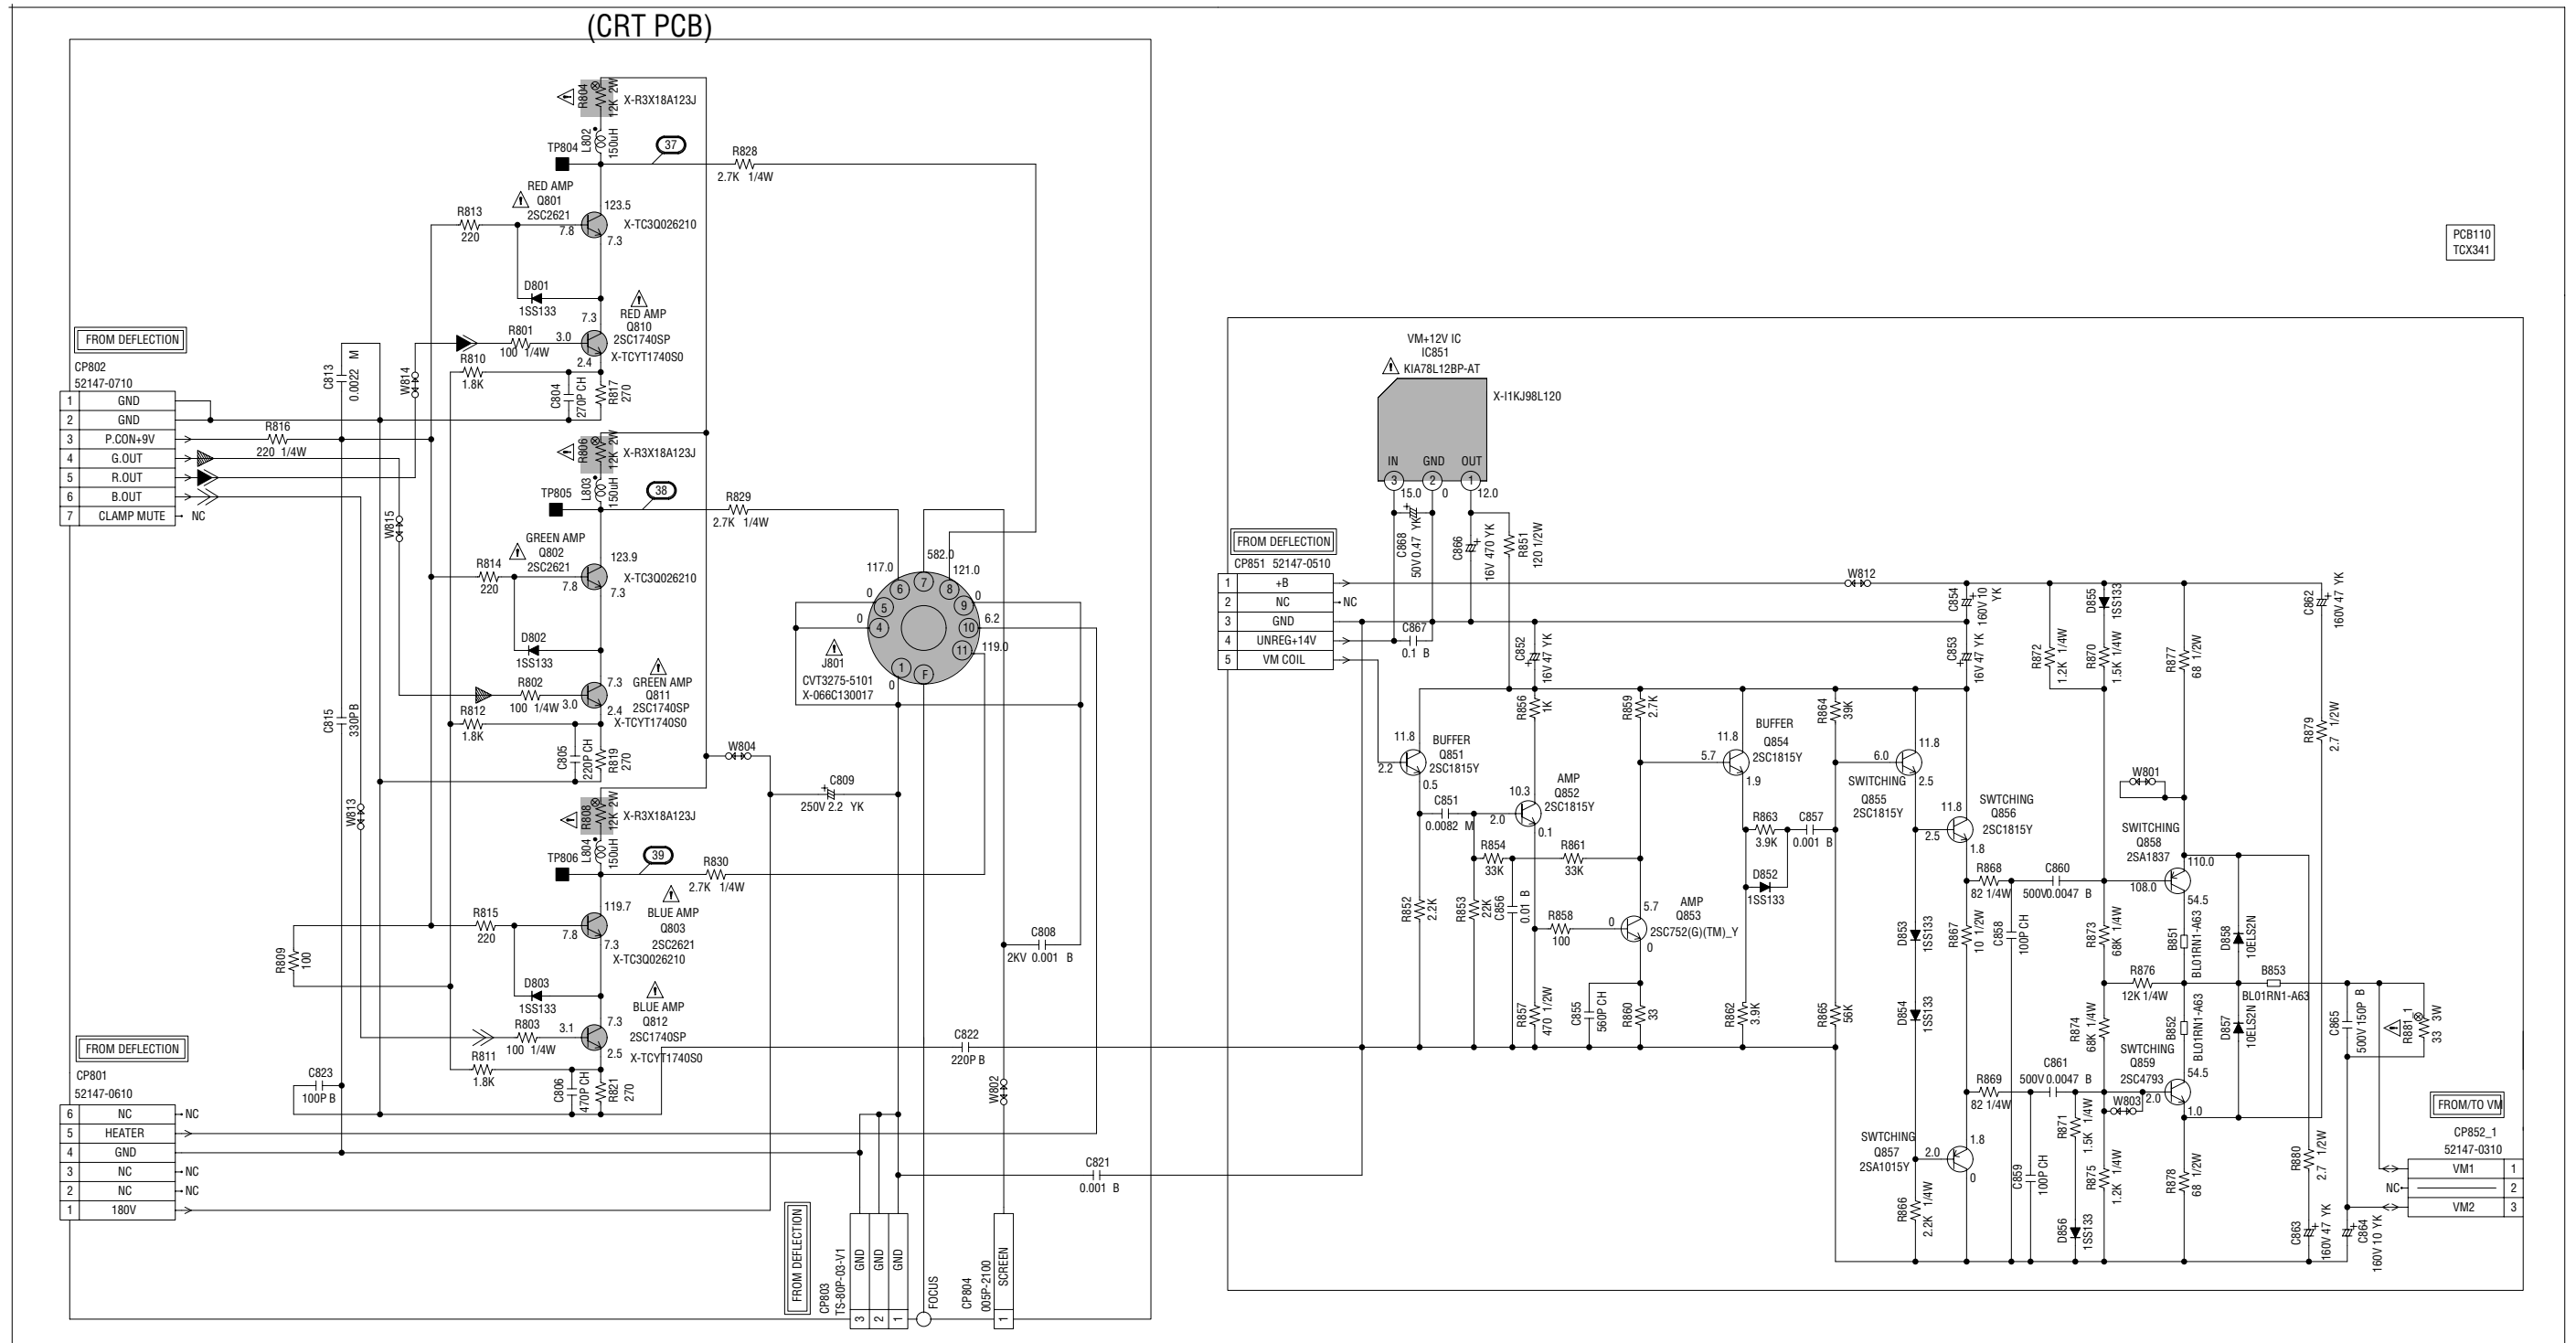 (CRT PCB)
R804
12K 2W
X-R3X18A123J
L802
150uH
TP804
37
R828
2.7K 1/4W
RED AMP
Q801
2SC2621
123.5
X-TC3Q026210
7.8
7.3
R813
220
D801
1SS133
7.3
RED AMP
Q810
2SC1740SP
X-TCYT1740S0
R801
100 1/4W
3.0
2.4
R810
1.8K
C804
270P CH
R817
270
FROM DEFLECTION
CP802
52147-0710
1 GND
2 GND
3 P.CON+9V
4 G.OUT
5 R.OUT
6 B.OUT
7 CLAMP MUTE NC
C813
0.0022 M
W814
R816
220 1/4W
W815
R806
12K 2W
X-R3X18A123J
L803
150uH
TP805
38
R829
2.7K 1/4W
GREEN AMP
Q802
2SC2621
123.9
X-TC3Q026210
7.8
7.3
R814
220
D802
1SS133
R802
100 1/4W
3.0
7.3
GREEN AMP
Q811
2SC1740SP
2.4
X-TCYT1740S0
R812
1.8K
C805
220P CH
R819
270
C815
330P B
W813
W804
C809
250V 2.2 YK
582.0
117.0
121.0
6
7
8
0
5
9
0
0
4
10
6.2
11
119.0
1
F
0
J801
CVT3275-5101
X-066C130017
R808
12K 2W
X-R3X18A123J
L804
150uH
TP806
39
R830
2.7K 1/4W
119.7
BLUE AMP
Q803
2SC2621
X-TC3Q026210
7.8
7.3
R815
220
R809
100
D803
1SS133
BLUE AMP
Q812
2SC1740SP
X-TCYT1740S0
7.3
R803
100 1/4W
3.1
2.5
R811
1.8K
C806
470P CH
R821
270
C808
2KV 0.001 B
C822
220P B
W802
C823
100P B
FROM DEFLECTION
CP801
52147-0610
6 NC NC
5 HEATER
4 GND
3 NC NC
2 NC NC
1 180V
C821
0.001 B
FROM DEFLECTION
CP803
TS-80P-03-V1
3 GND
2 GND
1 GND
FOCUS
CP804
005P-2100
1 SCREEN
PCB110
TCX341
VM+12V IC
IC851
KIA78L12BP-AT
X-I1KJ98L120
IN GND OUT
3 2 1
15.0 0 12.0
C868
50V 0.47 YK
C866
16V 470 YK
R851
120 1/2W
FROM DEFLECTION
CP851 52147-0510
1 +B
2 NC NC
3 GND
4 UNREG+14V
5 VM COIL
C867
0.1 B
W812
C852
16V 47 YK
C854
160V 10 YK
C853
16V 47 YK
R872
1.2K 1/4W
D855
1SS133
R870
1.5K 1/4W
R877
68 1/2W
C862
160V 47 YK
R879
2.7 1/2W
R856
1K
R859
2.7K
R864
39K
11.8
BUFFER
Q851
2SC1815Y
2.2
0.5
C851
0.0082 M
10.3
AMP
Q852
2SC1815Y
2.0
0.1
R854
33K
R861
33K
R852
2.2K
R853
22K
C856
0.01 B
R858
100
0
5.7
AMP
Q853
2SC752(G)(TM)_Y
0
R857
470 1/2W
C855
560P CH
R860
33
BUFFER
Q854
2SC1815Y
11.8
5.7
1.9
R863
3.9K
C857
0.001 B
D852
1SS133
R862
3.9K
R865
56K
6.0
11.8
2.5
SWITCHING
Q855
2SC1815Y
11.8
SWTCHING
Q856
2SC1815Y
2.5
1.8
D853
1SS133
D854
1SS133
R867
10 1/2W
R868
82 1/4W
C858
100P CH
C860
500V0.0047 B
W801
SWITCHING
Q858
2SA1837
110.0
108.0
54.5
R873
68K 1/4W
B851
BL01RN1-A63
D858
10ELS2N
R876
12K 1/4W
B853
BL01RN1-A63
R874
68K 1/4W
B852
BL01RN1-A63
D857
10ELS2N
C865
500V 150P B
R881_1
33 3W
SWTCHING
Q859
2SC4793
54.5
2.0
1.0
W803
R869
82 1/4W
C861
500V 0.0047 B
R871
1.5K 1/4W
SWTCHING
Q857
2SA1015Y
2.0
1.8
0
R866
2.2K 1/4W
C859
100P CH
D856
1SS133
R875
1.2K 1/4W
R878
68 1/2W
R880
2.7 1/2W
C863
160V 47 YK
C864
160V 10 YK
FROM/TO VM
CP852_1
52147-0310
VM1 1
NC 2
VM2 3